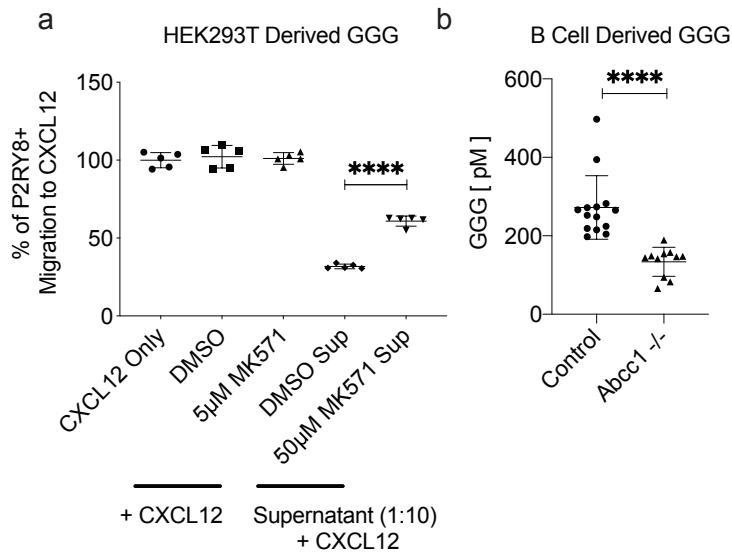 a
HEK293T Derived GGG
% of P2RY8+
Migration to CXCL12
150
100
50
0
****
CXCL12 Only
DMSO
5µM MK571
DMSO Sup
50µM MK571 Sup
+ CXCL12
Supernatant (1:10)
+ CXCL12
b
B Cell Derived GGG
GGG [ pM]
600
400
200
0
****
Control
Abcc1 -/-